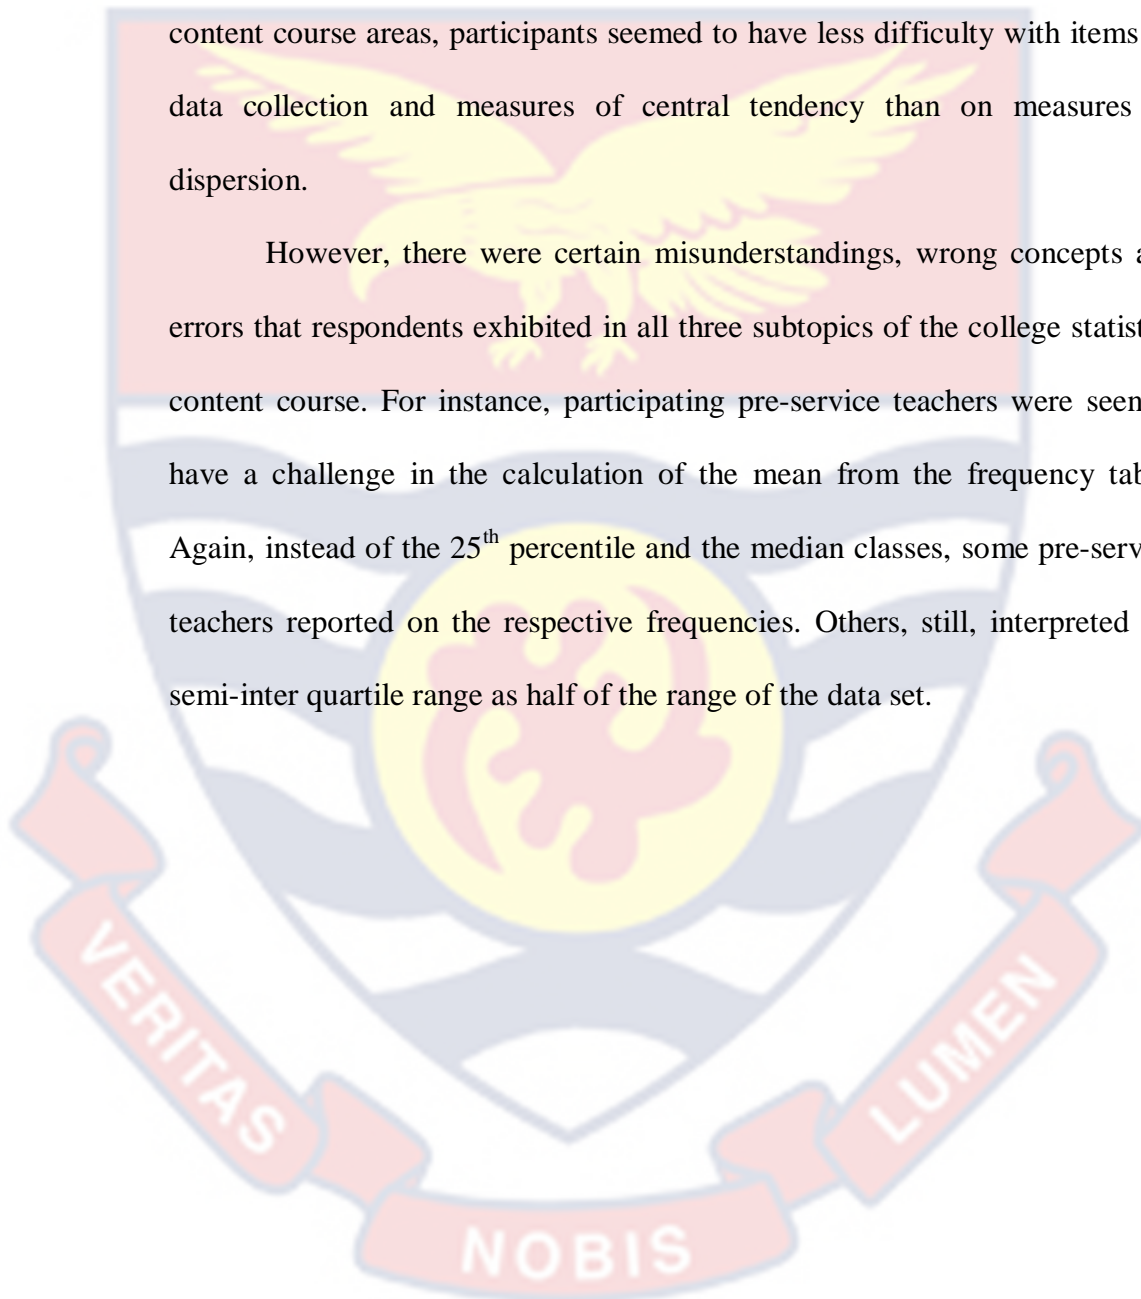 content course areas, participants seemed to have less difficulty with items
data collection and measures of central tendency than on measures
dispersion.
However, there were certain misunderstandings, wrong concepts a
errors that respondents exhibited in all three subtopics of the college statist
content course. For instance, participating pre-service teachers were seen
have a challenge in the calculation of the mean from the frequency tab
Again, instead of the 25th percentile and the median classes, some pre-serv
teachers reported on the respective frequencies. Others, still, interpreted
semi-inter quartile range as half of the range of the data set.
VERITAS
NOBIS
LUMEN